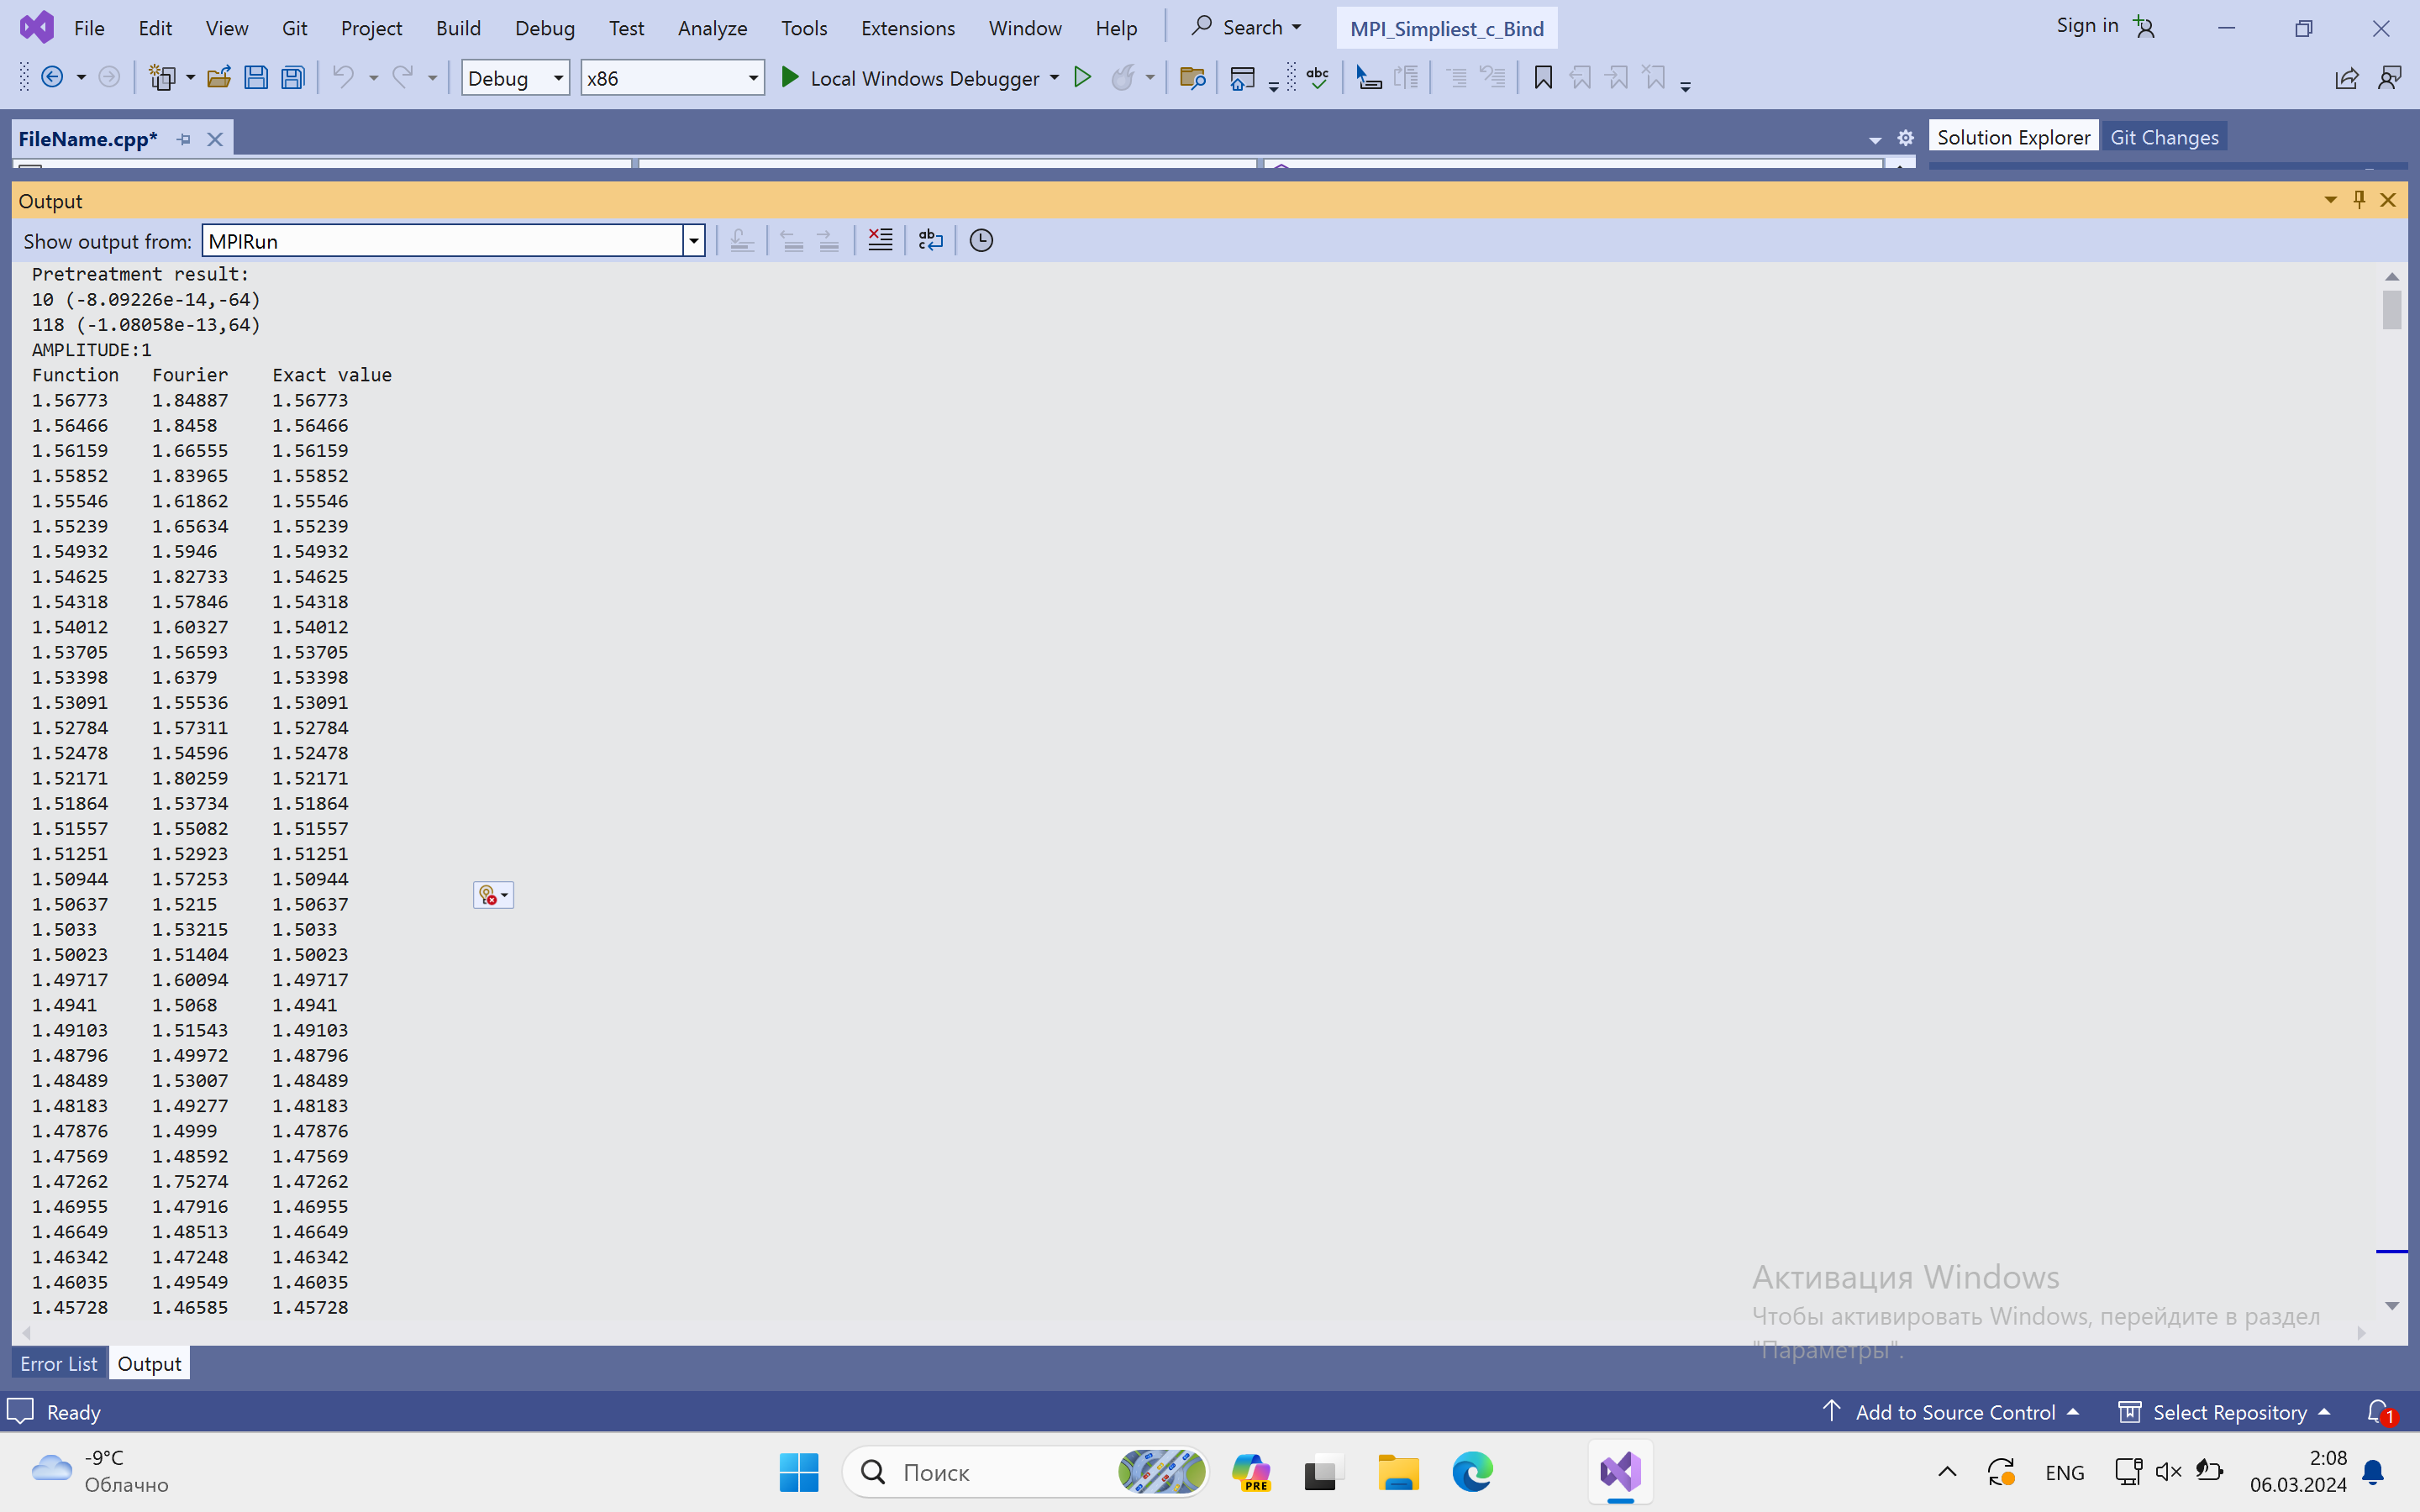 File Edit View Git Project Build Debug Test Analyze Tools Extensions Window Help Search MPI_Simpliest_c_Bind Sign in
Debug x86 Local Windows Debugger abc
FileName.cpp* Solution Explorer Git Changes
Output
Show output from: MPIRun
Pretreatment result:
10 (-8.09226e-14,-64)
118 (-1.08058e-13,64)
AMPLITUDE:1
Function Fourier Exact value
1.56773 1.84887 1.56773
1.56466 1.8458 1.56466
1.56159 1.66555 1.56159
1.55852 1.83965 1.55852
1.55546 1.61862 1.55546
1.55239 1.65634 1.55239
1.54932 1.5946 1.54932
1.54625 1.82733 1.54625
1.54318 1.57846 1.54318
1.54012 1.60327 1.54012
1.53705 1.56593 1.53705
1.53398 1.6379 1.53398
1.53091 1.55536 1.53091
1.52784 1.57311 1.52784
1.52478 1.54596 1.52478
1.52171 1.80259 1.52171
1.51864 1.53734 1.51864
1.51557 1.55082 1.51557
1.51251 1.52923 1.51251
1.50944 1.57253 1.50944
1.50637 1.5215 1.50637
1.5033 1.53215 1.5033
1.50023 1.51404 1.50023
1.49717 1.60094 1.49717
1.4941 1.5068 1.4941
1.49103 1.51543 1.49103
1.48796 1.49972 1.48796
1.48489 1.53007 1.48489
1.48183 1.49277 1.48183
1.47876 1.4999 1.47876
1.47569 1.48592 1.47569
1.47262 1.75274 1.47262
1.46955 1.47916 1.46955
1.46649 1.48513 1.46649
1.46342 1.47248 1.46342
1.46035 1.49549 1.46035
1.45728 1.46585 1.45728
Активация Windows
Чтобы активировать Windows, перейдите в раздел
"Параметры".
Error List Output
Ready Add to Source Control Select Repository 1
-9°C
Облачно
Поиск
PRE
ENG
2:08
06.03.2024